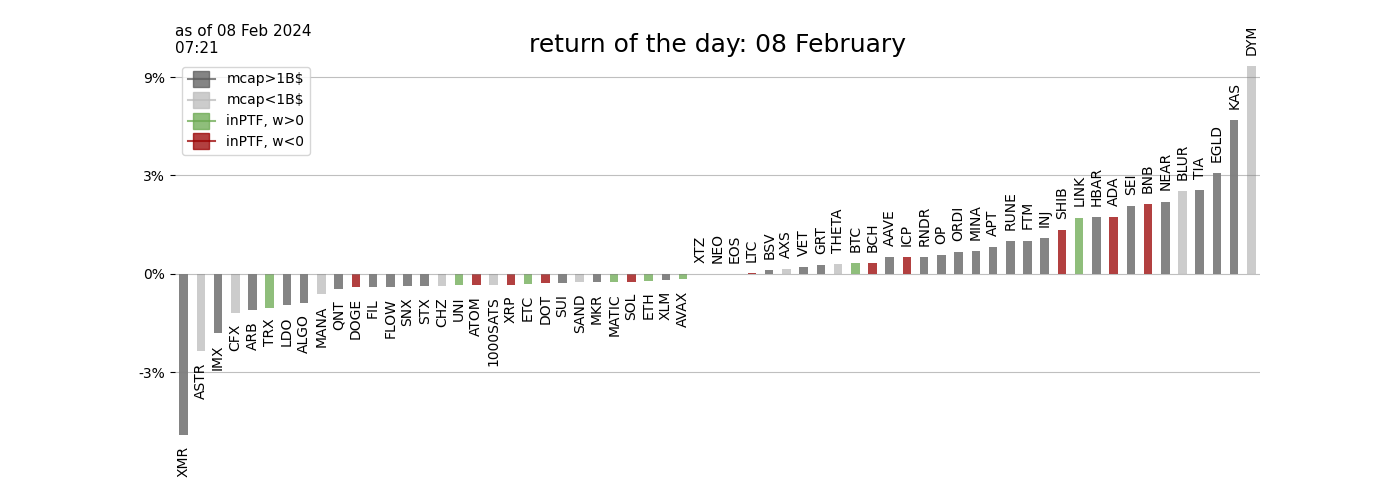 as of 08 Feb 2024
07:21
return of the day: 08 February
mcap>1B$
mcap<1B$
inPTF, w>0
inPTF, w<0
9%
3%
0%
-3%
XMR
ASTR
IMX
CFX
ARB
TRX
LDO
ALGO
MANA
QNT
DOGE
FIL
FLOW
SNX
STX
CHZ
UNI
ATOM
1000SATS
XRP
ETC
DOT
SUI
SAND
MKR
MATIC
SOL
ETH
XLM
AVAX
XTZ
NEO
EOS
LTC
BSV
AXS
VET
GRT
THETA
BTC
BCH
AAVE
ICP
RNDR
OP
ORDI
MINA
APT
RUNE
FTM
INJ
SHIB
LINK
HBAR
ADA
SEI
BNB
NEAR
BLUR
TIA
EGLD
KAS
DYM